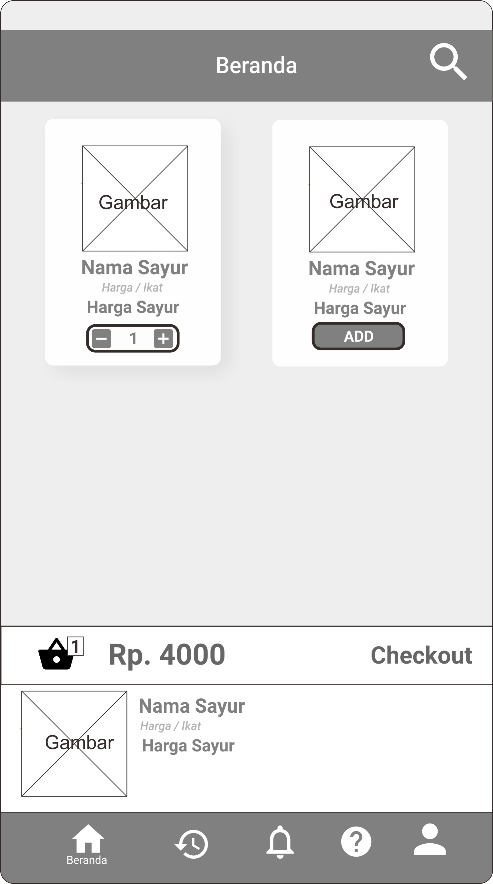 Beranda
Gambar
Nama Sayur
Harga / Ikat
Harga Sayur
1
Gambar
Nama Sayur
Harga / Ikat
Harga Sayur
ADD
1
Rp. 4000
Checkout
Gambar
Nama Sayur
Harga / Ikat
Harga Sayur
Beranda